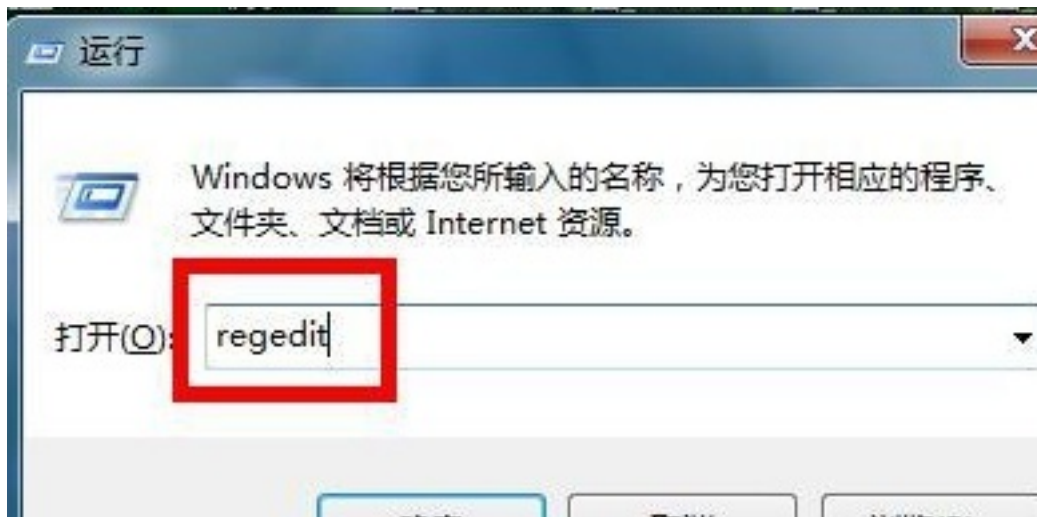 运行
Windows 将根据您所输入的名称，为您打开相应的程序、
文件夹、文档或 Internet 资源。
打开(O): regedit